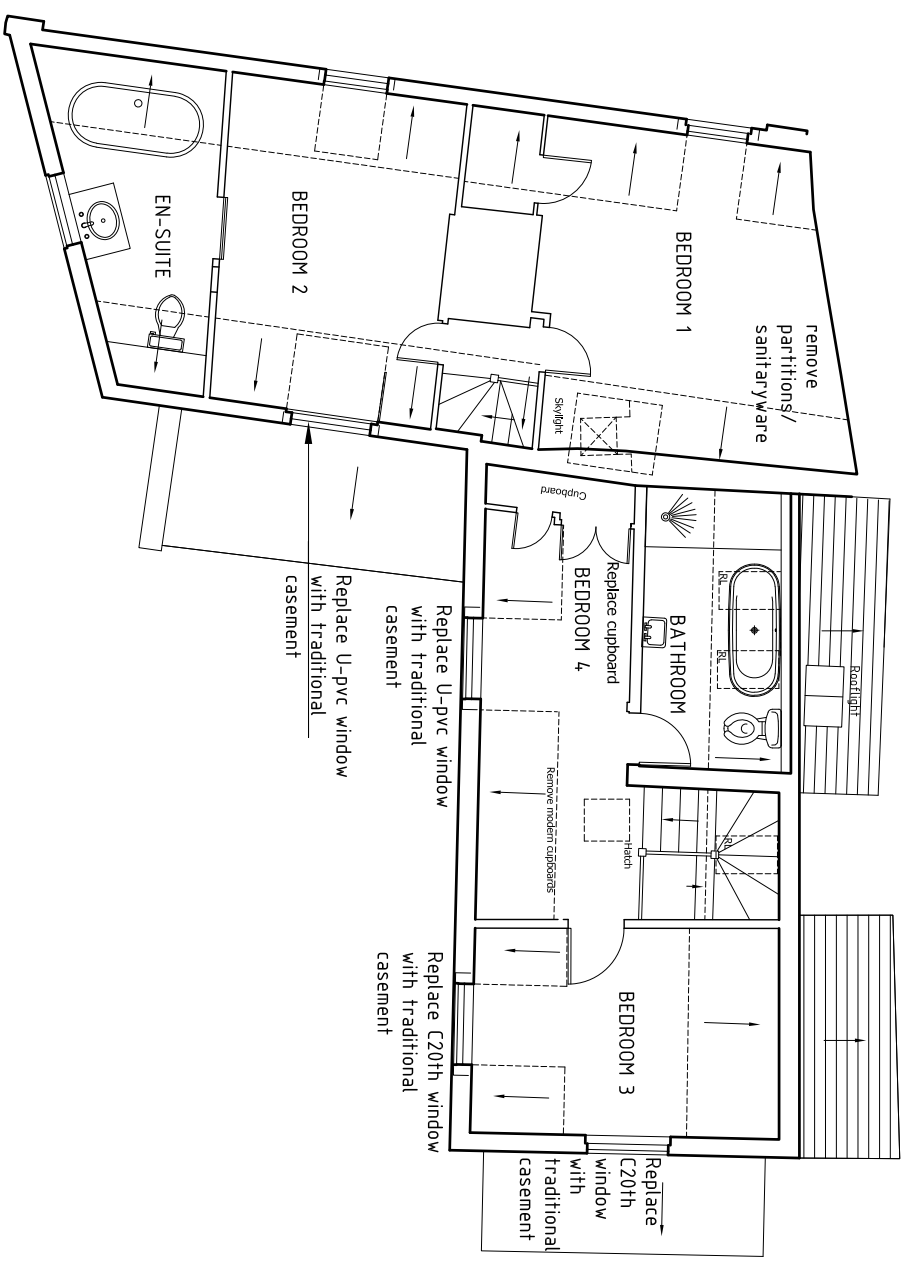 remove
partitions/
sanitaryware
BEDROOM 1
BEDROOM 2
EN-SUITE
Skylight
Cupboard
Replace cupboard
BEDROOM 4
BATHROOM
RL
RL
Rooflight
Replace U-pvc window
with traditional
casement
Replace U-pvc window
with traditional
casement
Remove modern cupboards
Hatch
RL
BEDROOM 3
Replace C20th window
with traditional
casement
Replace
C20th
window
with
traditional
casement